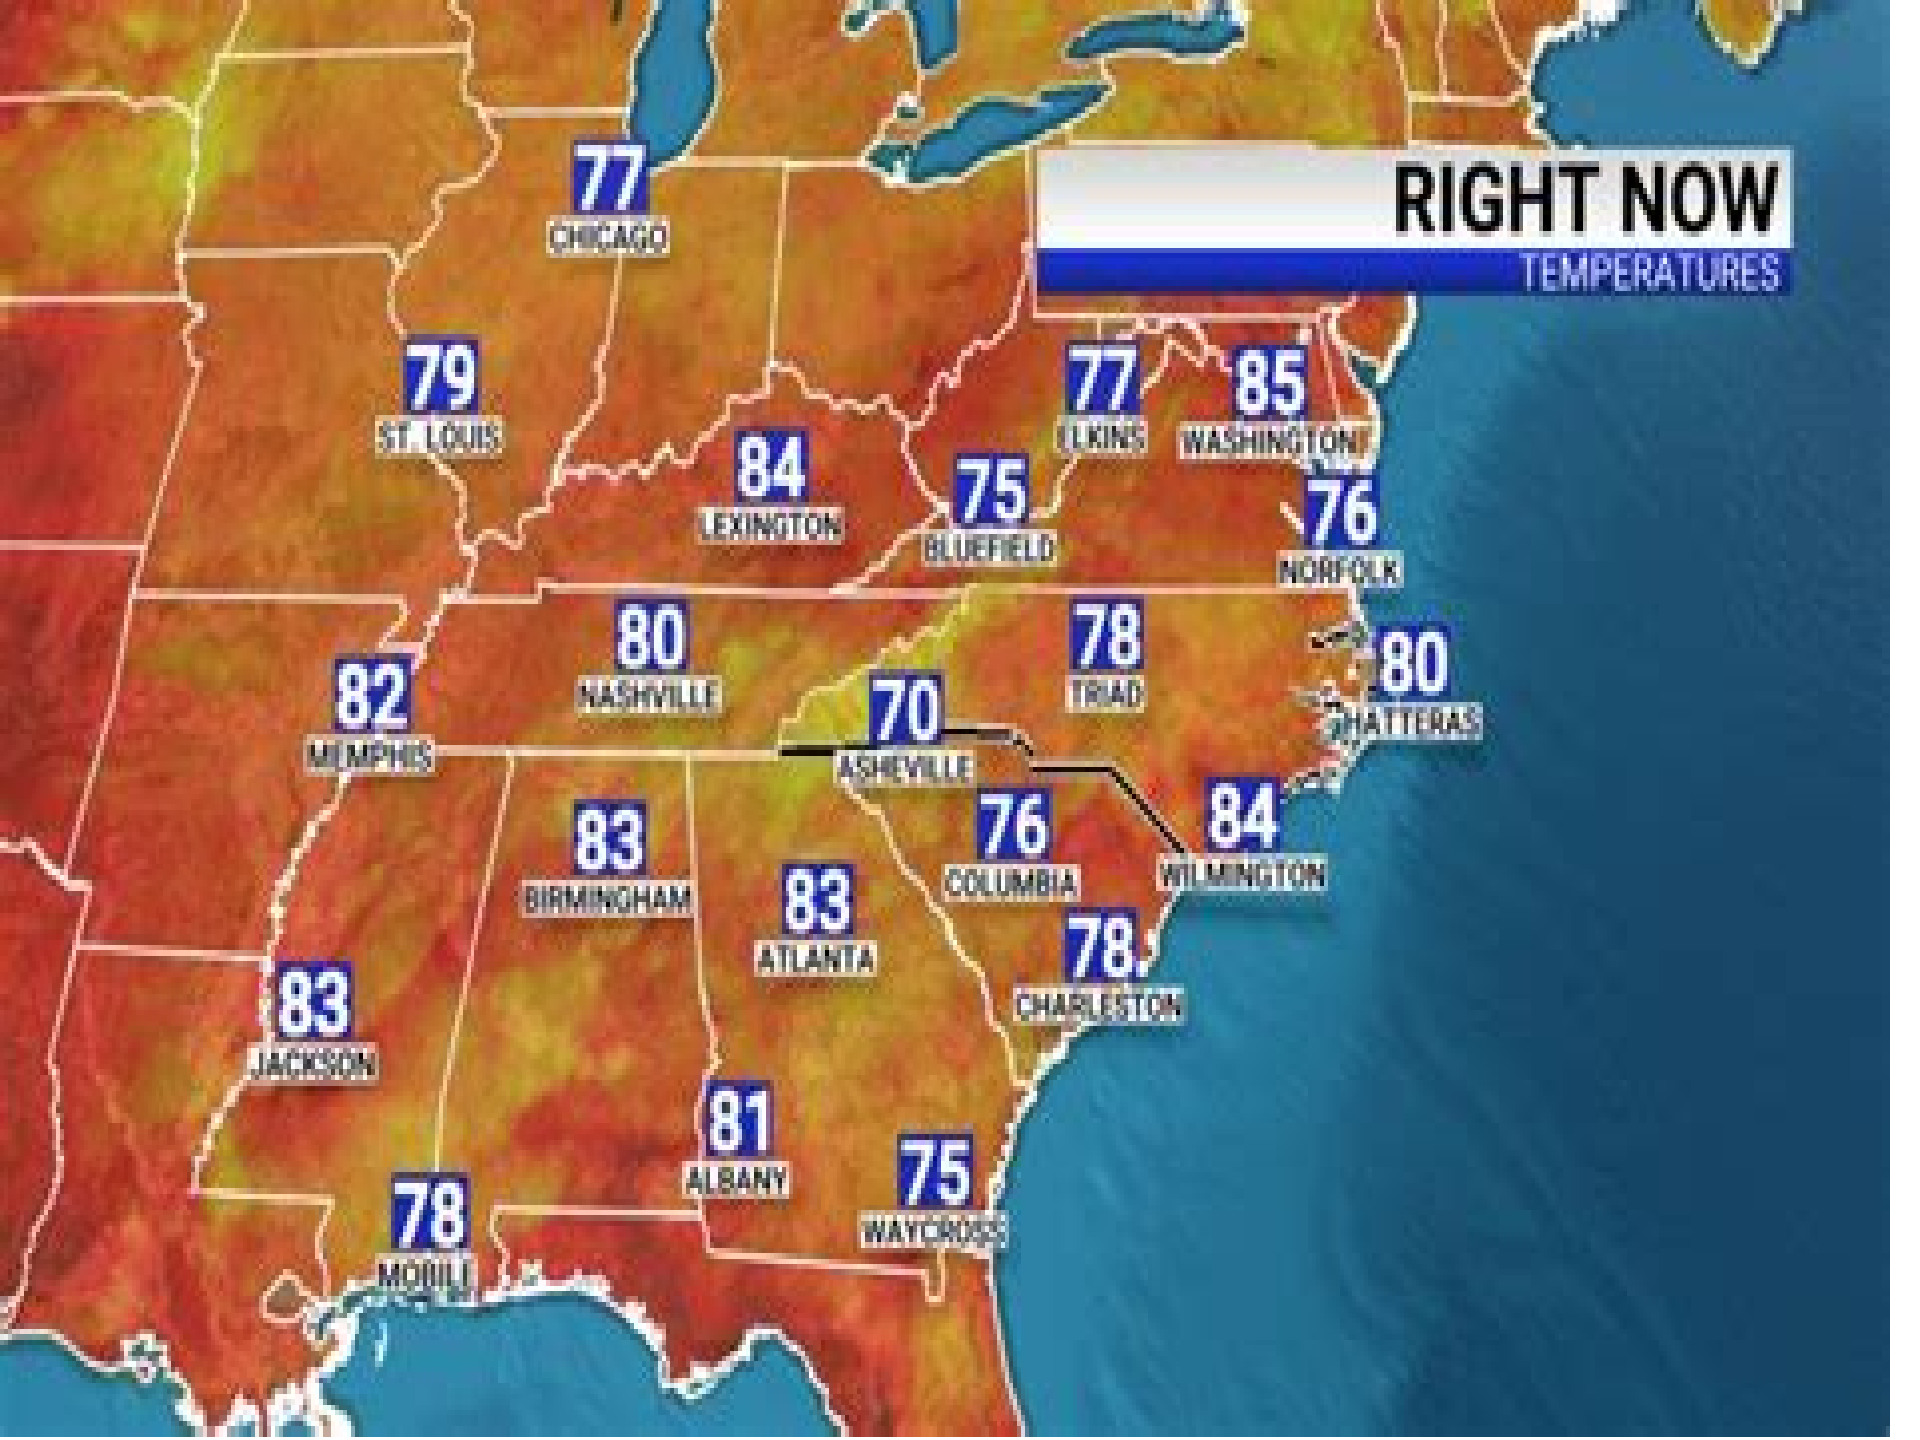 77
CHICAGO
RIGHT NOW
TEMPERATURES
79
ST. LOUIS
77
ELKINS
85
WASHINGTON
84
LEXINGTON
75
BLUEFIELD
76
NORFOLK
80
NASHVILLE
78
TRIAD
80
HATTERAS
82
MEMPHIS
70
ASHEVILLE
83
BIRMINGHAM
76
COLUMBIA
84
WILMINGTON
83
ATLANTA
78
CHARLESTON
83
JACKSON
81
ALBANY
75
WAYCROSS
78
MOBILE